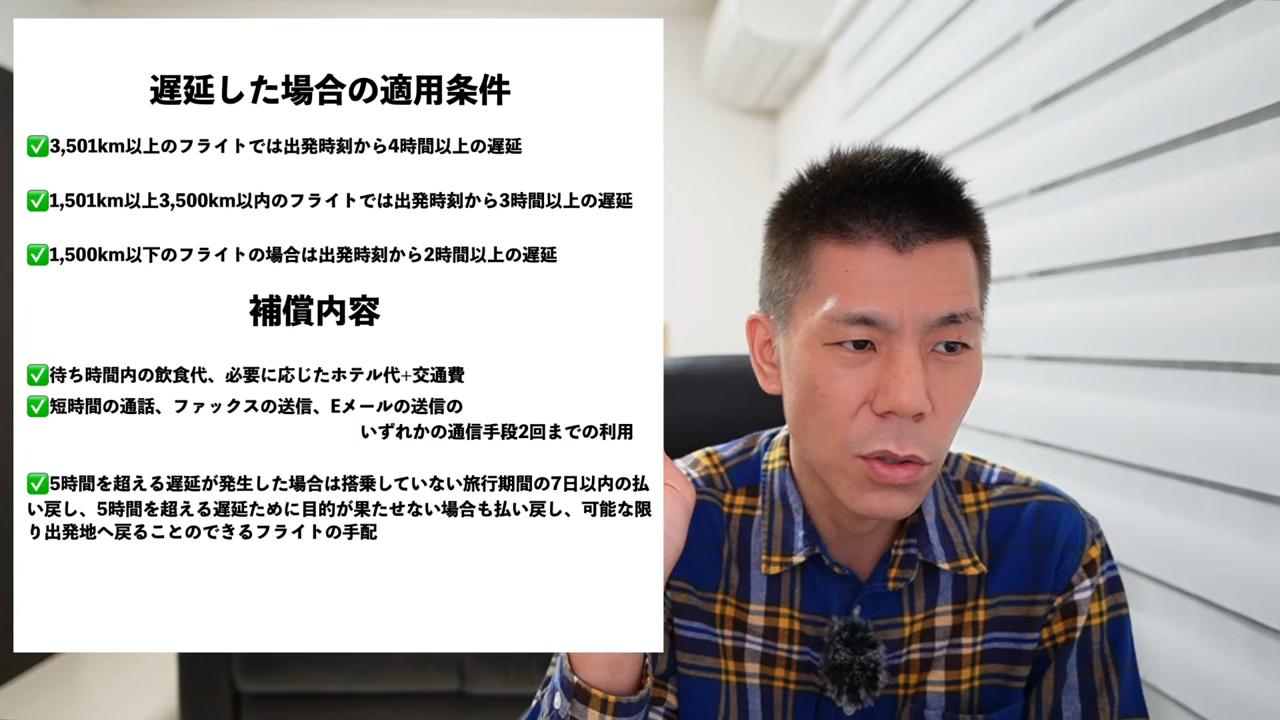 遅延した場合の適用条件
✅3,501km以上のフライトでは出発時刻から4時間以上の遅延
✅1,501km以上3,500km以内のフライトでは出発時刻から3時間以上の遅延
✅1,500km以下のフライトの場合は出発時刻から2時間以上の遅延
補償内容
✅待ち時間内の飲食代、必要に応じたホテル代+交通費
✅短時間の通話、ファックスの送信、Eメールの送信の
いずれかの通信手段2回までの利用
✅5時間を超える遅延が発生した場合は搭乗していない旅行期間の7日以内の払
い戻し、5時間を超える遅延ために目的が果たせない場合も払い戻し、可能な限
り出発地へ戻ることのできるフライトの手配